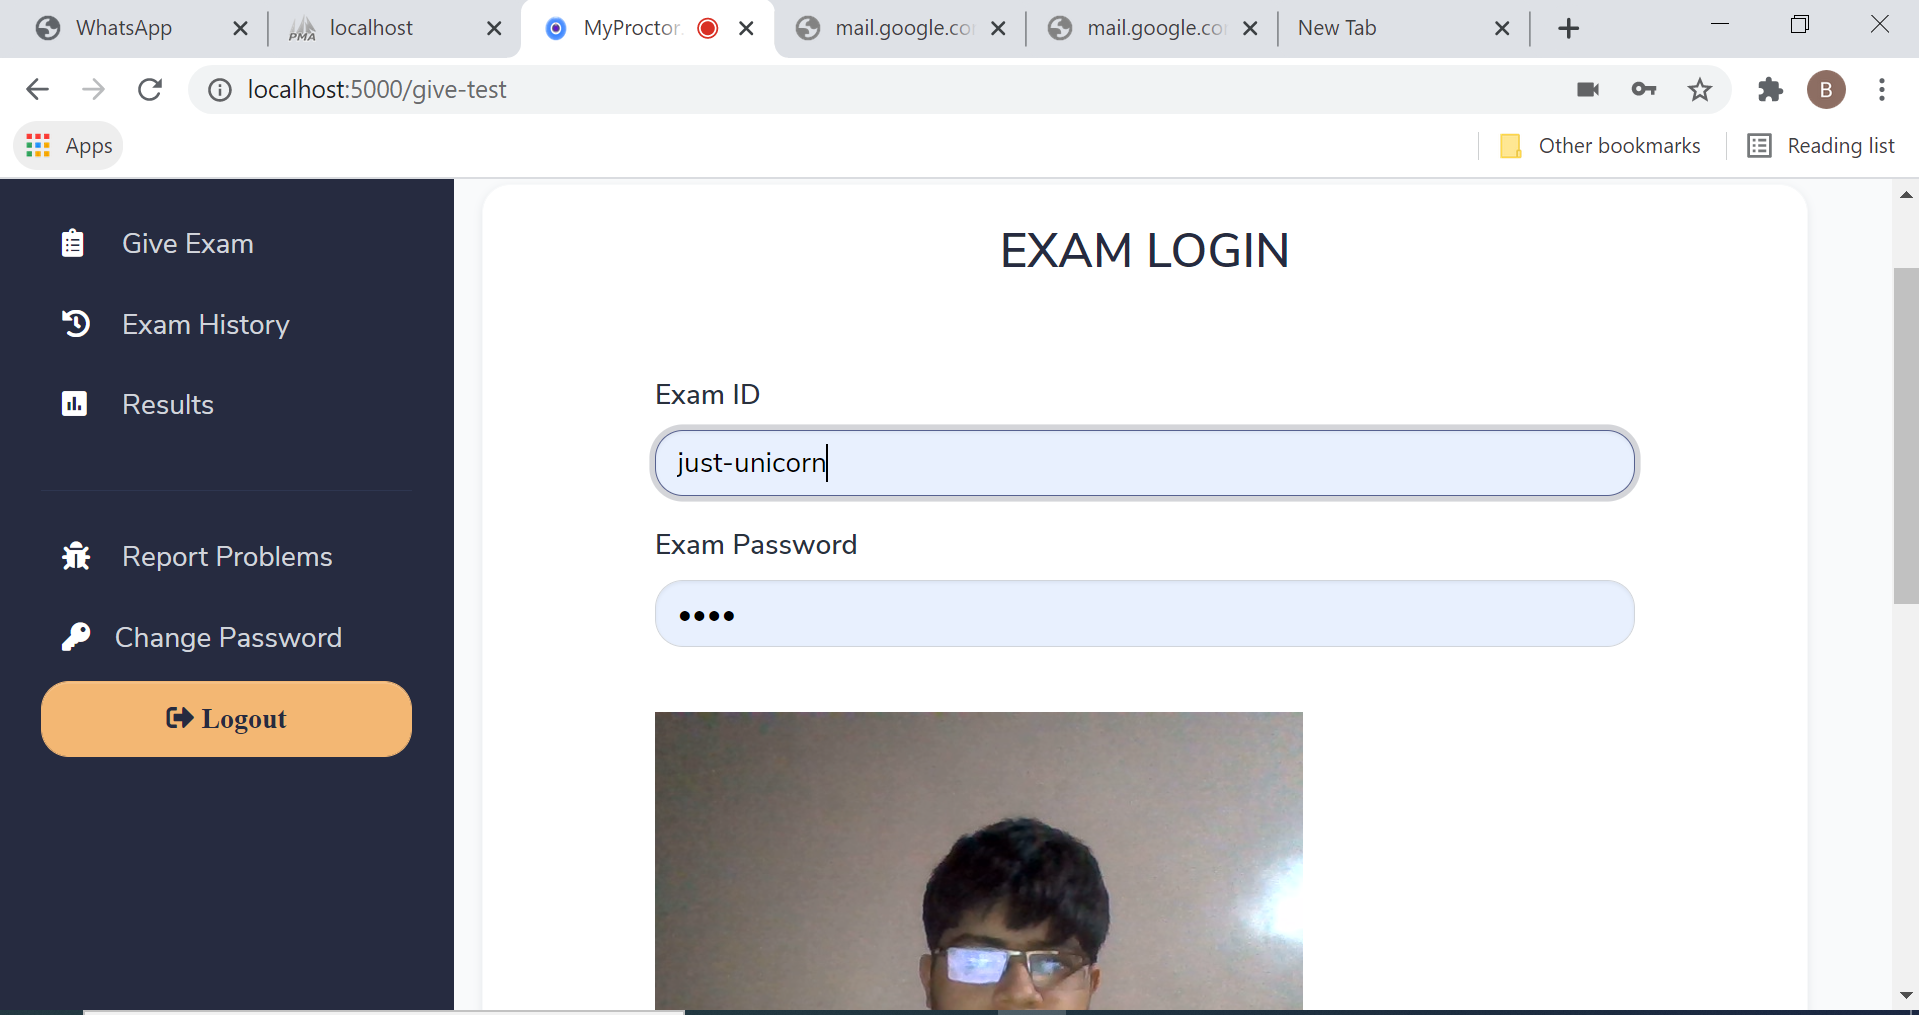 WhatsApp
localhost
MyProctor.
mail.google.co
mail.google.co
New Tab
localhost:5000/give-test
B
Apps
Other bookmarks
Reading list
Give Exam
Exam History
Results
Report Problems
Change Password
Logout
EXAM LOGIN
Exam ID
just-unicorn
Exam Password
••••
PMA